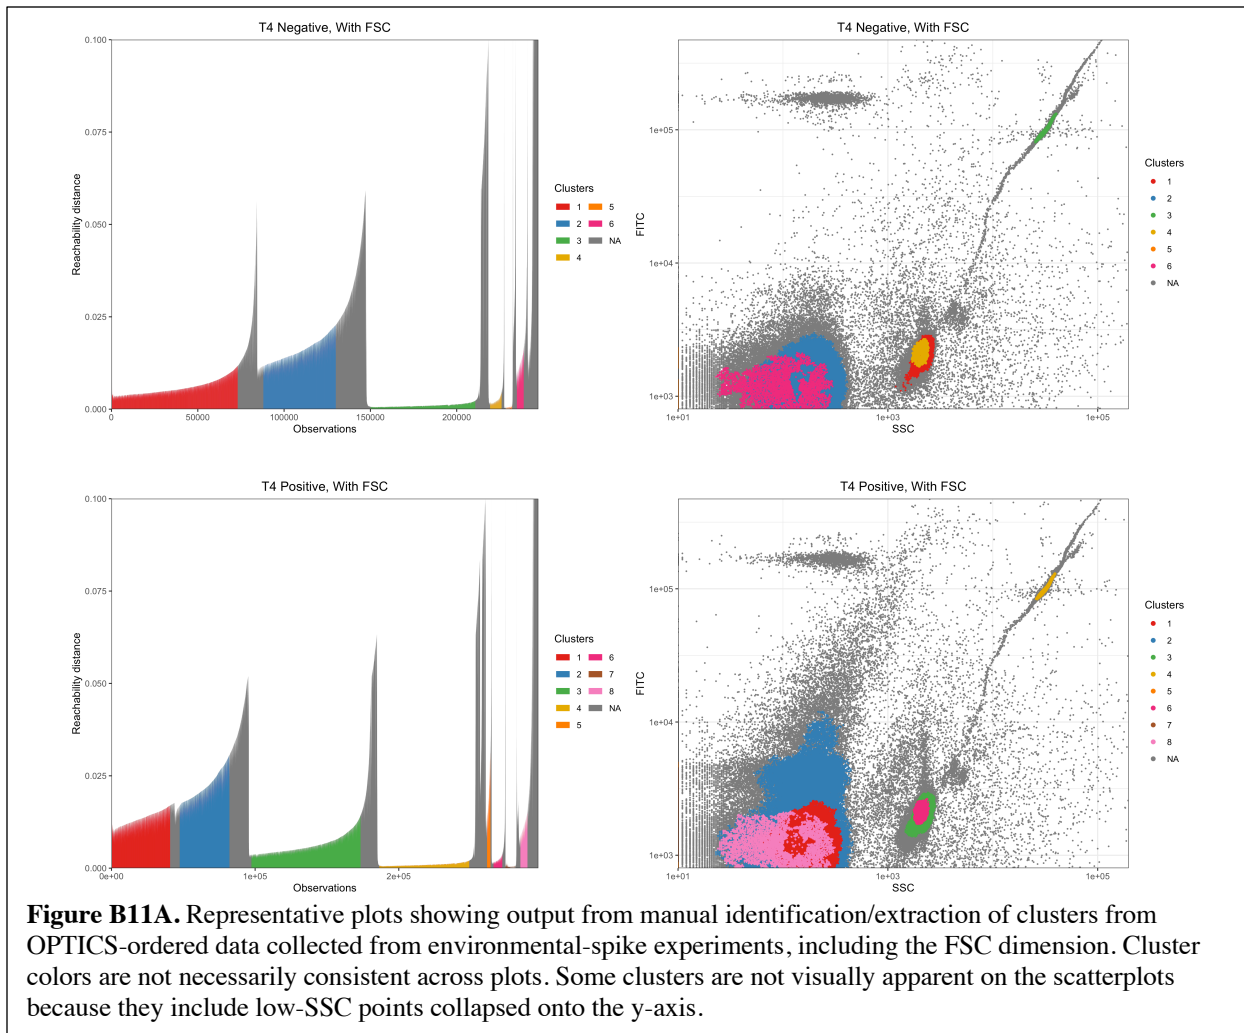 T4 Negative, With FSC
0.100
0.075
0.050
0.025
0.000
Reachability distance
0
50000
100000
150000
200000
Observations
Clusters
1
5
2
6
3
NA
4
T4 Negative, With FSC
1e+05
1e+04
1e+03
FITC
1e+01
1e+03
1e+05
SSC
Clusters
1
2
3
4
5
6
NA
T4 Positive, With FSC
0.100
0.075
0.050
0.025
0.000
Reachability distance
0e+00
1e+05
2e+05
Observations
Clusters
1
6
2
7
3
8
4
NA
5
T4 Positive, With FSC
1e+05
1e+04
1e+03
FITC
1e+01
1e+03
1e+05
SSC
Clusters
1
2
3
4
5
6
7
8
NA
Figure B11A. Representative plots showing output from manual identification/extraction of clusters from
OPTICS-ordered data collected from environmental-spike experiments, including the FSC dimension. Cluster
colors are not necessarily consistent across plots. Some clusters are not visually apparent on the scatterplots
because they include low-SSC points collapsed onto the y-axis.